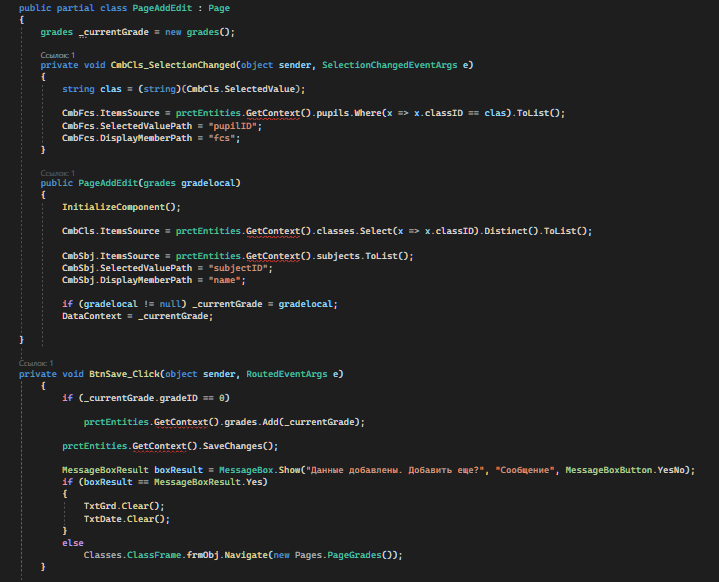 public partial class PageAddEdit : Page
{
grades _currentGrade = new grades();
Ссылок: 1
private void CmbCls_SelectionChanged(object sender, SelectionChangedEventArgs e)
{
string clas = (string)(CmbCls.SelectedValue);
CmbFcs.ItemsSource = prctEntities.GetContext().pupils.Where(x => x.classID == clas).ToList();
CmbFcs.SelectedValuePath = "pupilID";
CmbFcs.DisplayMemberPath = "fcs";
}
Ссылок: 1
public PageAddEdit(grades gradelocal)
{
InitializeComponent();
CmbCls.ItemsSource = prctEntities.GetContext().classes.Select(x => x.classID).Distinct().ToList();
CmbSbj.ItemsSource = prctEntities.GetContext().subjects.ToList();
CmbSbj.SelectedValuePath = "subjectID";
CmbSbj.DisplayMemberPath = "name";
if (gradelocal != null) _currentGrade = gradelocal;
DataContext = _currentGrade;
}
Ссылок: 1
private void BtnSave_Click(object sender, RoutedEventArgs e)
{
if (_currentGrade.gradeID == 0)
prctEntities.GetContext().grades.Add(_currentGrade);
prctEntities.GetContext().SaveChanges();
MessageBoxResult boxResult = MessageBox.Show("Данные добавлены. Добавить еще?", "Сообщение", MessageBoxButton.YesNo);
if (boxResult == MessageBoxResult.Yes)
{
TxtGrd.Clear();
TxtDate.Clear();
}
else
Classes.ClassFrame.frmObj.Navigate(new Pages.PageGrades());
}